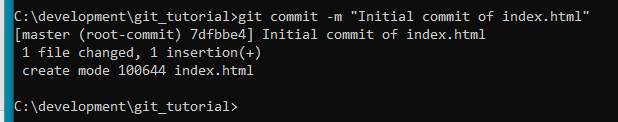 C:\development\git_tutorial>git commit -m "Initial commit of index.html"
[master (root-commit) 7dfbbe4] Initial commit of index.html
 1 file changed, 1 insertion(+)
 create mode 100644 index.html
C:\development\git_tutorial>